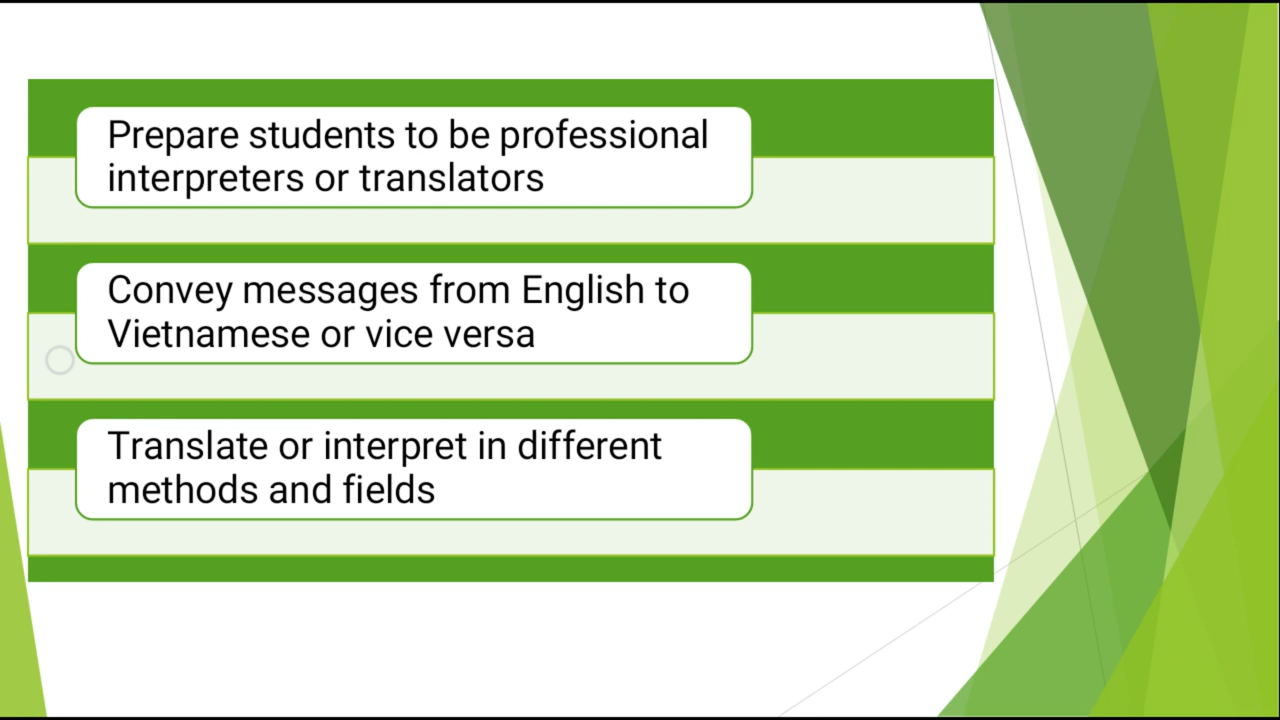 Prepare students to be professional
interpreters or translators
Convey messages from English to
Vietnamese or vice versa
Translate or interpret in different
methods and fields